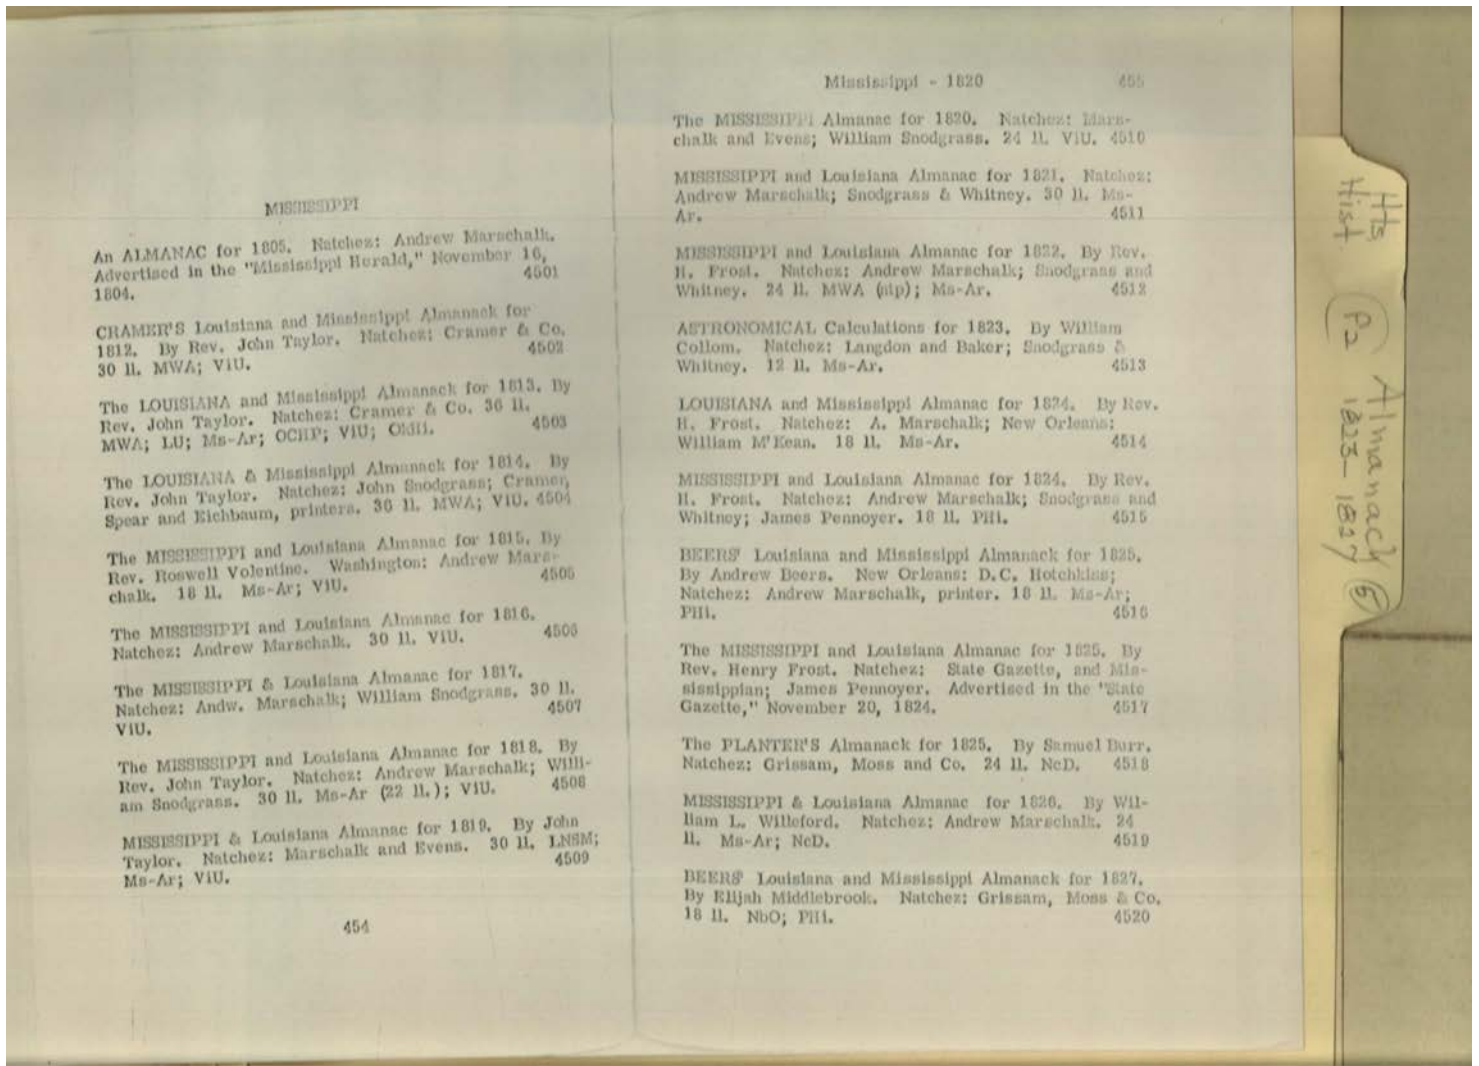 MISSISSIPPI
An ALMANAC for 1805. Natchez: Andrew Marschalk.
Advertised in the "Mississippi Herald," November 16,
1804. 4501
CRAMER'S Louisiana and Mississippi Almanack for
1812. By Rev. John Taylor. Natchez: Cramer & Co.
30 ll. MWA; ViU. 4502
The LOUISIANA and Mississippi Almanack for 1813. By
Rev. John Taylor. Natchez: Cramer & Co. 36 ll.
MWA; LU; Ms-Ar; OCHP; ViU; OldH. 4503
The LOUISIANA & Mississippi Almanack for 1814. By
Rev. John Taylor. Natchez: John Snodgrass; Cramer,
Spear and Eichbaum, printers. 36 ll. MWA; ViU. 4504
The MISSISSIPPI and Louisiana Almanac for 1815. By
Rev. Roswell Volentine. Washington: Andrew Mars-
chalk. 18 ll. Ms-Ar; ViU. 4505
The MISSISSIPPI and Louisiana Almanac for 1816.
Natchez: Andrew Marschalk. 30 ll. ViU. 4506
The MISSISSIPPI & Louisiana Almanac for 1817.
Natchez: Andw. Marschalk; William Snodgrass. 30 ll.
ViU. 4507
The MISSISSIPPI and Louisiana Almanac for 1818. By
Rev. John Taylor. Natchez: Andrew Marschalk; Willi-
am Snodgrass. 30 ll. Ms-Ar (22 ll.); ViU. 4508
MISSISSIPPI & Louisiana Almanac for 1819. By John
Taylor. Natchez: Marschalk and Evens. 30 ll. LNSM;
Ms-Ar; ViU. 4509
454
Mississippi - 1820 455
The MISSISSIPPI Almanac for 1820. Natchez: Mars-
chalk and Evens; William Snodgrass. 24 ll. ViU. 4510
MISSISSIPPI and Louisiana Almanac for 1821. Natchez:
Andrew Marschalk; Snodgrass & Whitney. 30 ll. Ms-
Ar. 4511
MISSISSIPPI and Louisiana Almanac for 1822. By Rev.
H. Frost. Natchez: Andrew Marschalk; Snodgrass and
Whitney. 24 ll. MWA (ntp); Ms-Ar. 4512
ASTRONOMICAL Calculations for 1823. By William
Collom. Natchez: Langdon and Baker; Snodgrass &
Whitney. 12 ll. Ms-Ar. 4513
LOUISIANA and Mississippi Almanac for 1824. By Rev.
H. Frost. Natchez: A. Marschalk; New Orleans:
William M'Kean. 18 ll. Ms-Ar. 4514
MISSISSIPPI and Louisiana Almanac for 1824. By Rev.
H. Frost. Natchez: Andrew Marschalk; Snodgrass and
Whitney; James Pennoyer. 18 ll. PHi. 4515
BEERS' Louisiana and Mississippi Almanack for 1825.
By Andrew Beers. New Orleans: D.C. Hotchkiss;
Natchez: Andrew Marschalk, printer. 18 ll. Ms-Ar;
PHi. 4516
The MISSISSIPPI and Louisiana Almanac for 1825. By
Rev. Henry Frost. Natchez: State Gazette, and Mis-
sissippian; James Pennoyer. Advertised in the "State
Gazette," November 20, 1824. 4517
The PLANTER'S Almanack for 1825. By Samuel Burr.
Natchez: Grissam, Moss and Co. 24 ll. NcD. 4518
MISSISSIPPI & Louisiana Almanac for 1826. By Wil-
liam L. Willeford. Natchez: Andrew Marschalk. 24
ll. Ms-Ar; NcD. 4519
BEERS' Louisiana and Mississippi Almanack for 1827.
By Elijah Middlebrook. Natchez: Grissam, Moss & Co.
18 ll. NbO; PHi. 4520
Hts Almanach 5
Hist. P2 1823-1827